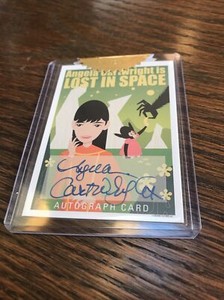 Angela Cartwright is
LOST IN SPACE
Angela
Cartwright
AUTOGRAPH CARD